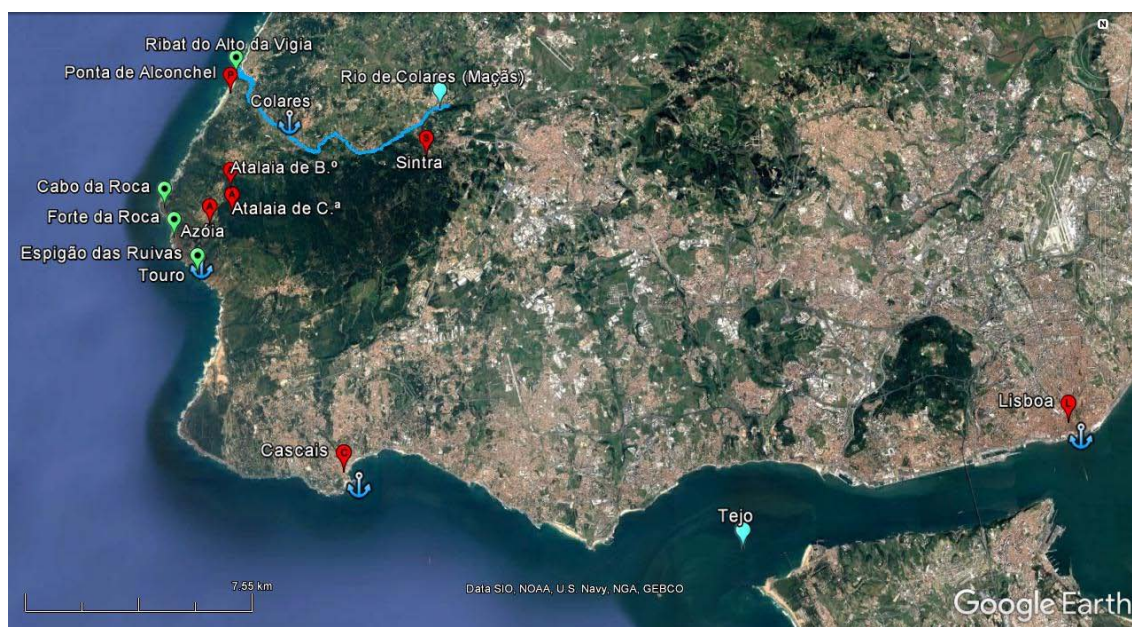 N
Ribat do Alto da Vigia
Ponta de Alconchel
Rio de Colares (Maçãs)
Colares
Sintra
Atalaia de B.º
Cabo da Roca
Atalaia de C.ª
Forte da Roca
Azóia
Espigão das Ruivas
Touro
Lisboa
Cascais
Tejo
7,55 km
Data SIO, NOAA, U.S. Navy, NGA, GEBCO
Google Earth